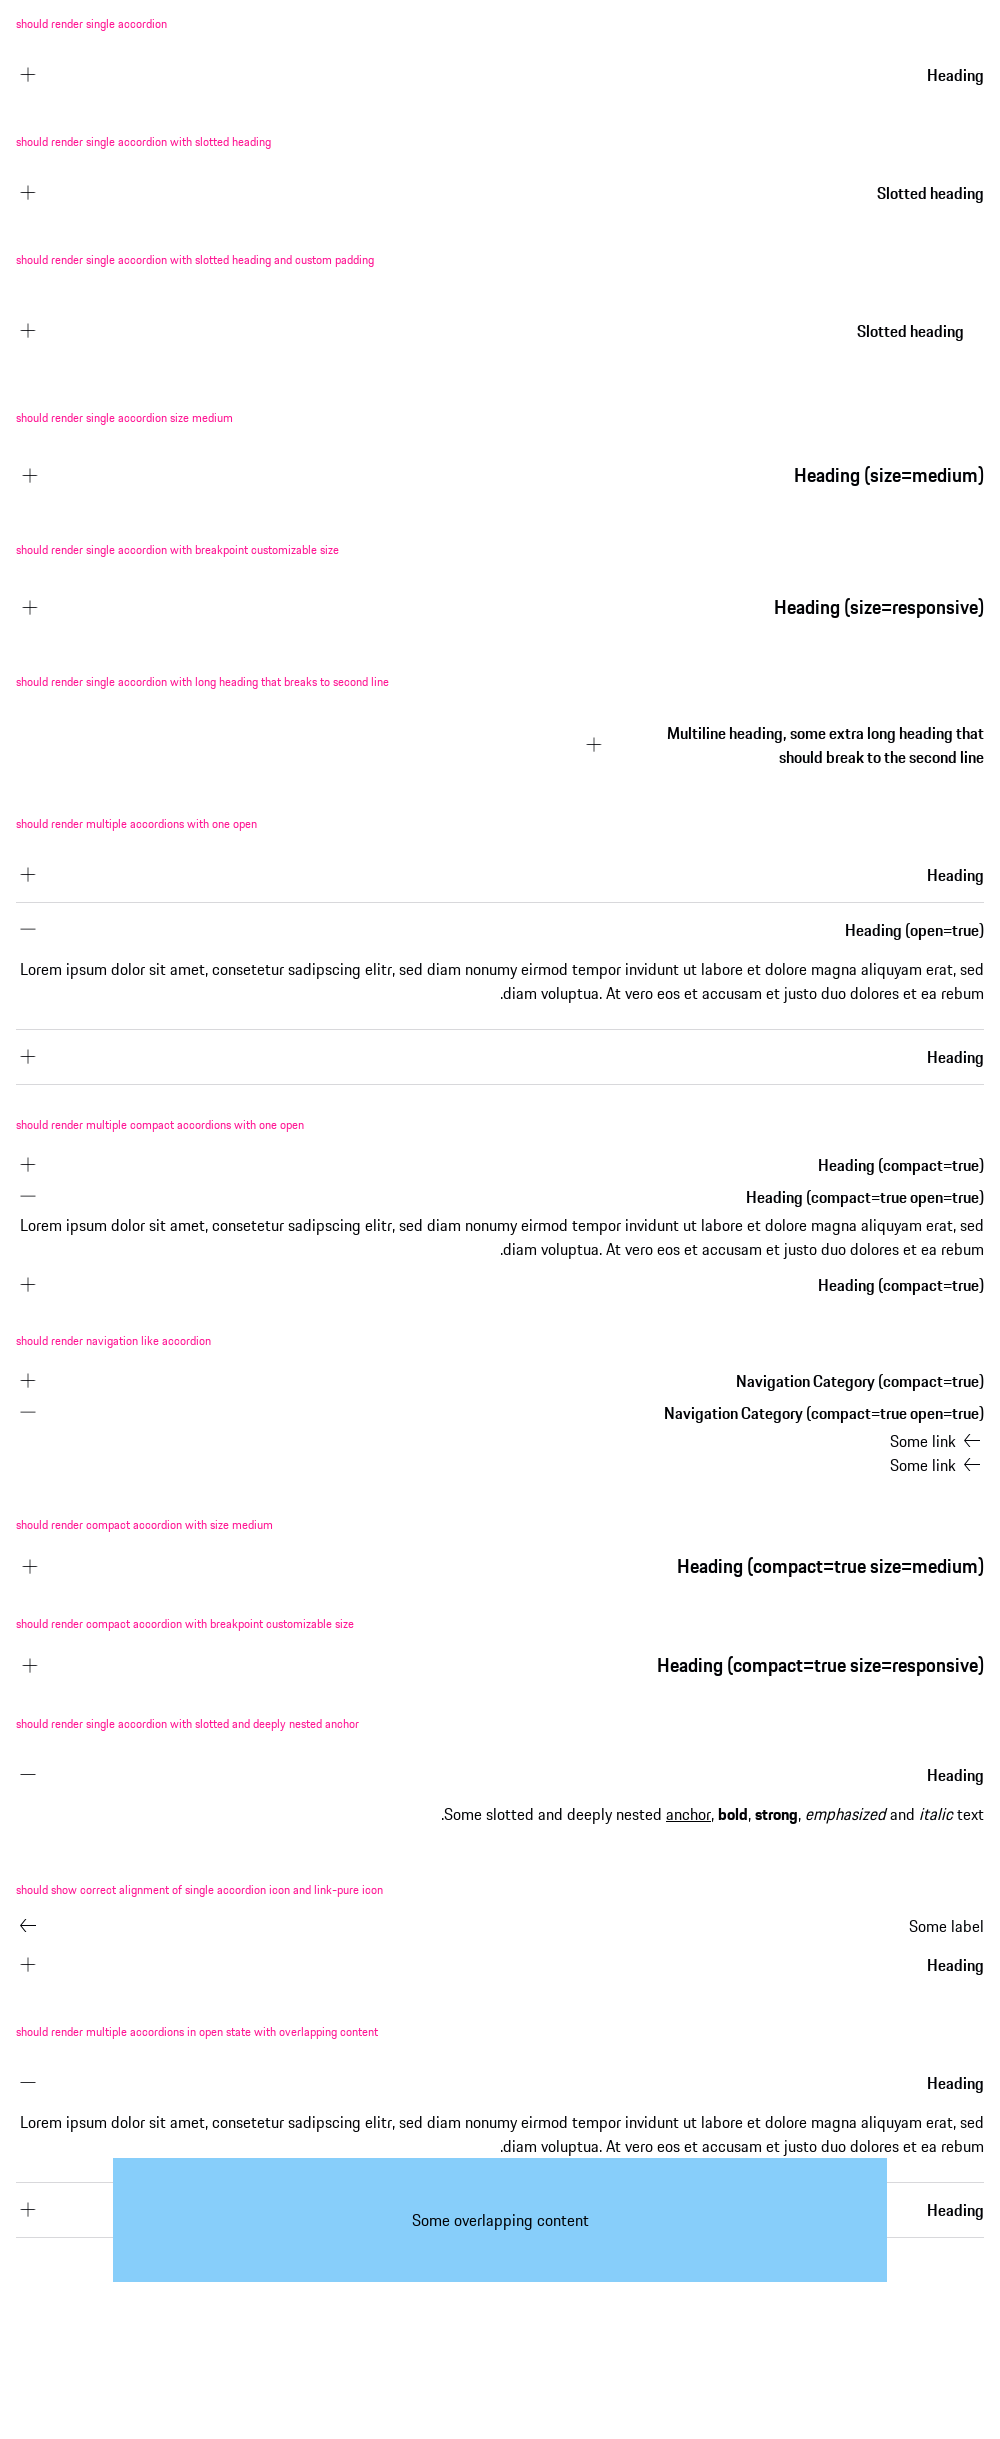 should render single accordion
Heading
should render single accordion with slotted heading
Slotted heading
should render single accordion with slotted heading and custom padding
Slotted heading
should render single accordion size medium
Heading (size=medium)
should render single accordion with breakpoint customizable size
Heading (size=responsive)
should render single accordion with long heading that breaks to second line
Multiline heading, some extra long heading that
should break to the second line
should render multiple accordions with one open
Heading
Heading (open=true)
Lorem ipsum dolor sit amet, consetetur sadipscing elitr, sed diam nonumy eirmod tempor invidunt ut labore et dolore magna aliquyam erat, sed
.diam voluptua. At vero eos et accusam et justo duo dolores et ea rebum
Heading
should render multiple compact accordions with one open
Heading (compact=true)
Heading (compact=true open=true)
Lorem ipsum dolor sit amet, consetetur sadipscing elitr, sed diam nonumy eirmod tempor invidunt ut labore et dolore magna aliquyam erat, sed
.diam voluptua. At vero eos et accusam et justo duo dolores et ea rebum
Heading (compact=true)
should render navigation like accordion
Navigation Category (compact=true)
Navigation Category (compact=true open=true)
Some link
Some link
should render compact accordion with size medium
Heading (compact=true size=medium)
should render compact accordion with breakpoint customizable size
Heading (compact=true size=responsive)
should render single accordion with slotted and deeply nested anchor
Heading
.Some slotted and deeply nested anchor, bold, strong, emphasized and italic text
should show correct alignment of single accordion icon and link-pure icon
Some label
Heading
should render multiple accordions in open state with overlapping content
Heading
Lorem ipsum dolor sit amet, consetetur sadipscing elitr, sed diam nonumy eirmod tempor invidunt ut labore et dolore magna aliquyam erat, sed
.diam voluptua. At vero eos et accusam et justo duo dolores et ea rebum
Heading
Some overlapping content